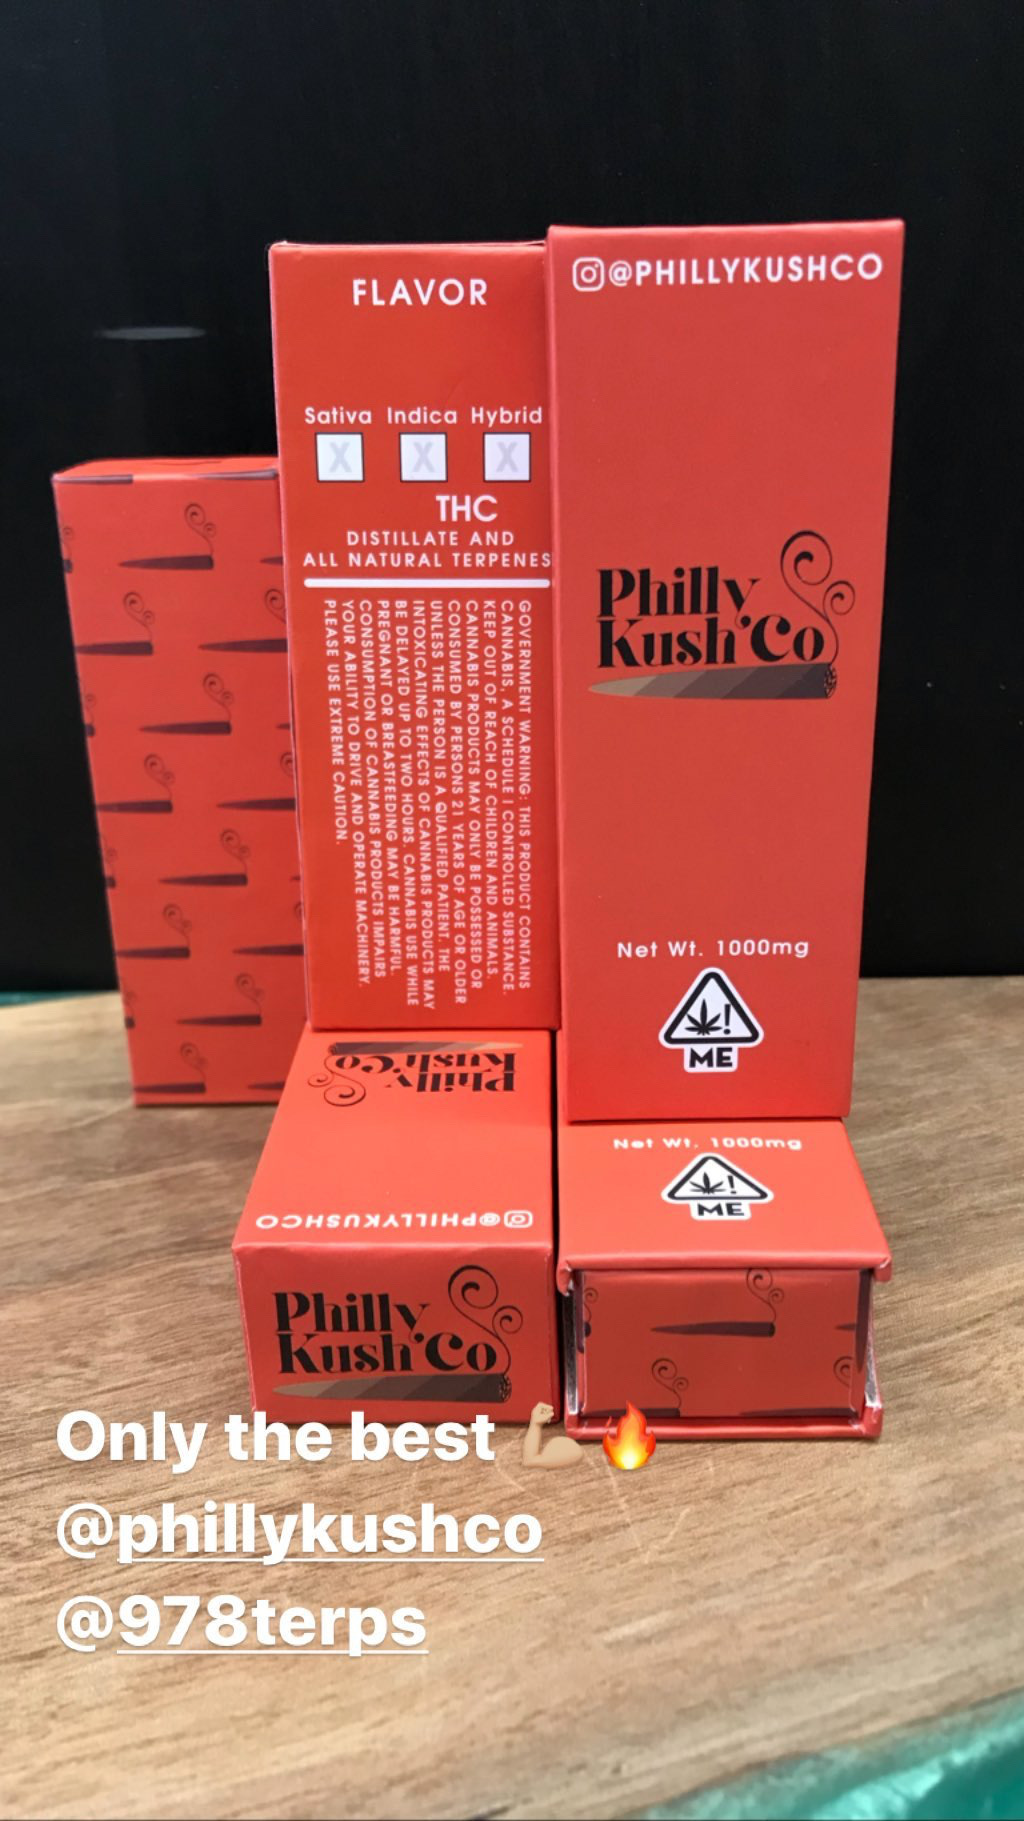 FLAVOR
Sativa Indica Hybrid
X X X
THC
DISTILLATE AND
ALL NATURAL TERPENES
GOVERNMENT WARNING: THIS PRODUCT CONTAINS
CANNABIS, A SCHEDULE I CONTROLLED SUBSTANCE.
KEEP OUT OF REACH OF CHILDREN AND ANIMALS.
CANNABIS PRODUCTS MAY ONLY BE POSSESSED OR
CONSUMED BY PERSONS 21 YEARS OF AGE OR OLDER
UNLESS THE PERSON IS A QUALIFIED PATIENT. THE
INTOXICATING EFFECTS OF CANNABIS PRODUCTS MAY
BE DELAYED UP TO TWO HOURS. CANNABIS USE WHILE
PREGNANT OR BREASTFEEDING MAY BE HARMFUL.
CONSUMPTION OF CANNABIS PRODUCTS IMPAIRS
YOUR ABILITY TO DRIVE AND OPERATE MACHINERY.
PLEASE USE EXTREME CAUTION.
@PHILLYKUSHCO
Philly
Kush'Co
Net Wt. 1000mg
!
ME
Philly
Kush'Co
@PHILLYKUSHCO
Philly
Kush'Co
Net Wt. 1000mg
!
ME
Only the best 💪🏼🔥
@phillykushco
@978terps